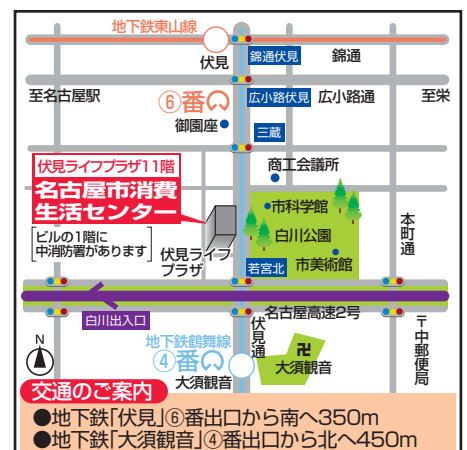 地下鉄東山線
伏見
錦通伏見
錦通
至名古屋駅
⑥番
広小路伏見
広小路通
至栄
御園座
三蔵
商工会議所
伏見ライフプラザ11階
名古屋市消費
生活センター
ビルの1階に
中消防署があります
伏見ライフ
プラザ
市科学館
白川公園
市美術館
本町通
若宮北
白川出入口
名古屋高速2号
地下鉄鶴舞線
④番
大須観音
伏見通
卍
大須観音
〒中郵便局
N
交通のご案内
●地下鉄「伏見」⑥番出口から南へ350m
●地下鉄「大須観音」④番出口から北へ450m